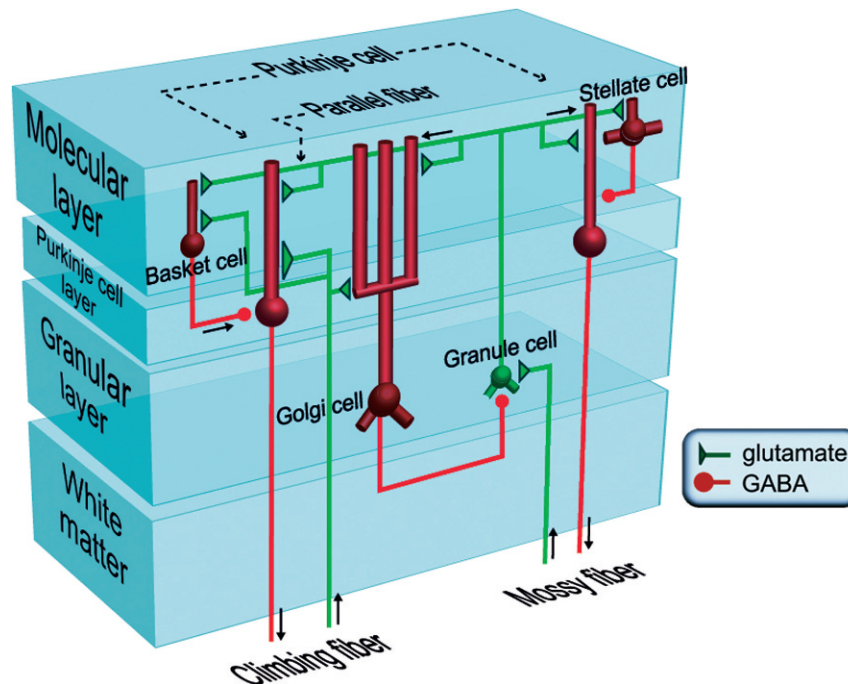 Purkinje cell
Parallel fiber
Stellate cell
Molecular
layer
Basket cell
Purkinje cell
layer
Granular
layer
Granule cell
Golgi cell
White
matter
glutamate
GABA
Mossy fiber
Climbing fiber